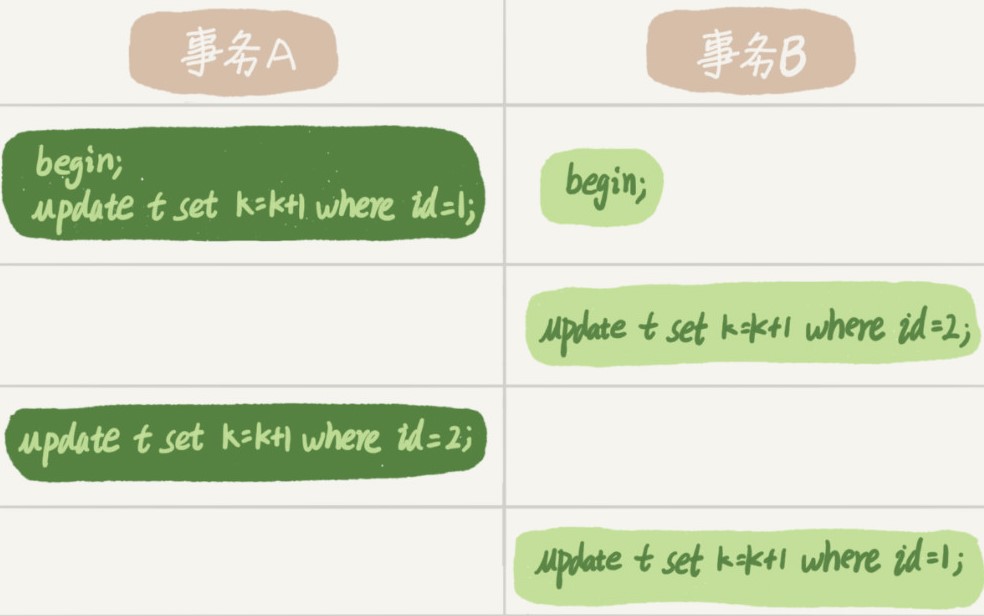 事务A
事务B
begin;
update t set k=k+1 where id=1;
begin;
update t set k=k+1 where id=2;
update t set k=k+1 where id=2;
update t set k=k+1 where id=1;